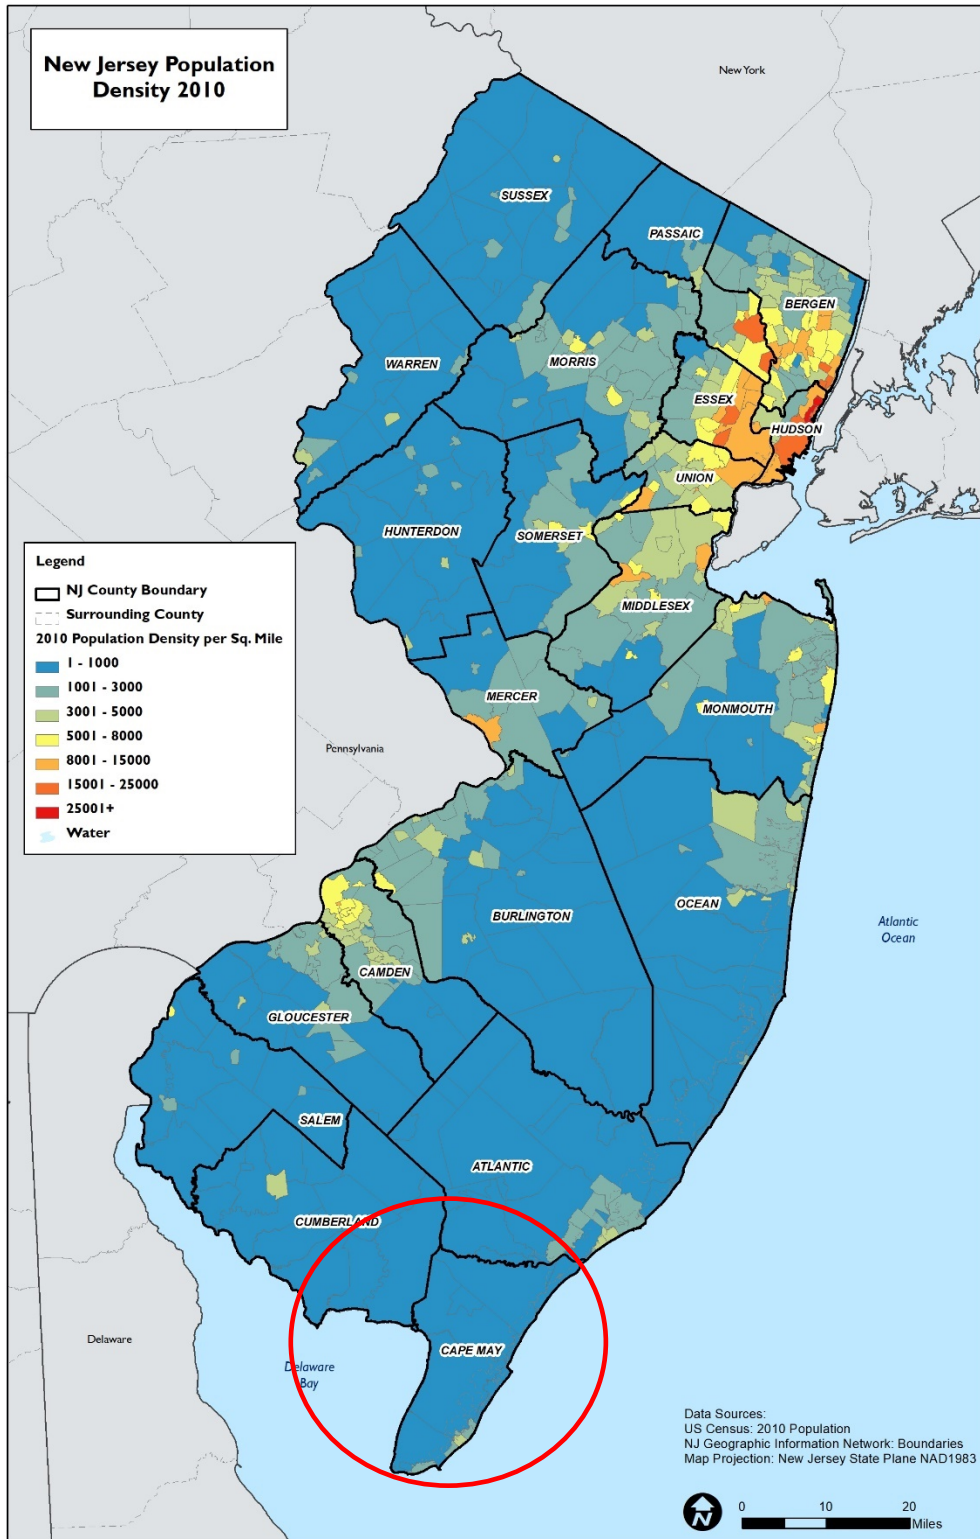 New Jersey Population
Density 2010
New York
SUSSEX
PASSAIC
BERGEN
WARREN
MORRIS
ESSEX
HUDSON
UNION
HUNTERDON
SOMERSET
MIDDLESEX
MERCER
MONMOUTH
Pennsylvania
Legend
NJ County Boundary
Surrounding County
2010 Population Density per Sq. Mile
1 - 1000
1001 - 3000
3001 - 5000
5001 - 8000
8001 - 15000
15001 - 25000
25001+
Water
OCEAN
BURLINGTON
Atlantic
Ocean
CAMDEN
GLOUCESTER
SALEM
ATLANTIC
CUMBERLAND
CAPE MAY
Delaware
Delaware
Bay
Data Sources:
US Census: 2010 Population
NJ Geographic Information Network: Boundaries
Map Projection: New Jersey State Plane NAD1983
N
0 10 20
Miles